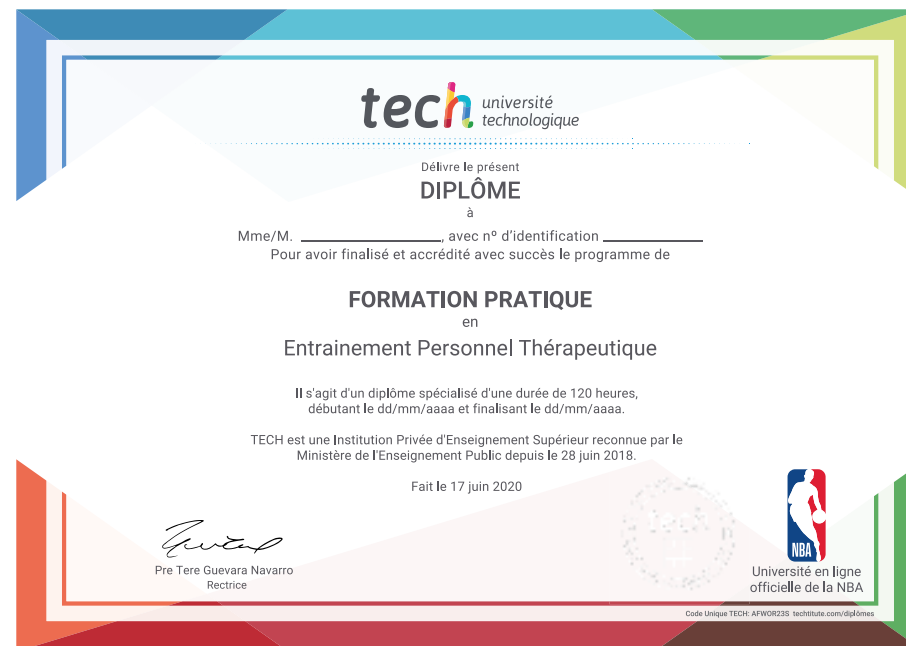 tech université
technologique
Délivre le présent
DIPLÔME
à
Mme/M. ____________________, avec nº d'identification ______________
Pour avoir finalisé et accrédité avec succès le programme de
FORMATION PRATIQUE
en
Entrainement Personnel Thérapeutique
Il s'agit d'un diplôme spécialisé d'une durée de 120 heures,
débutant le dd/mm/aaaa et finalisant le dd/mm/aaaa.
TECH est une Institution Privée d'Enseignement Supérieur reconnue par le
Ministère de l'Enseignement Public depuis le 28 juin 2018.
Fait le 17 juin 2020
tech
NBA
Pre Tere Guevara Navarro
Rectrice
Université en ligne
officielle de la NBA
Code Unique TECH: AFWOR23S techtitute.com/diplômes